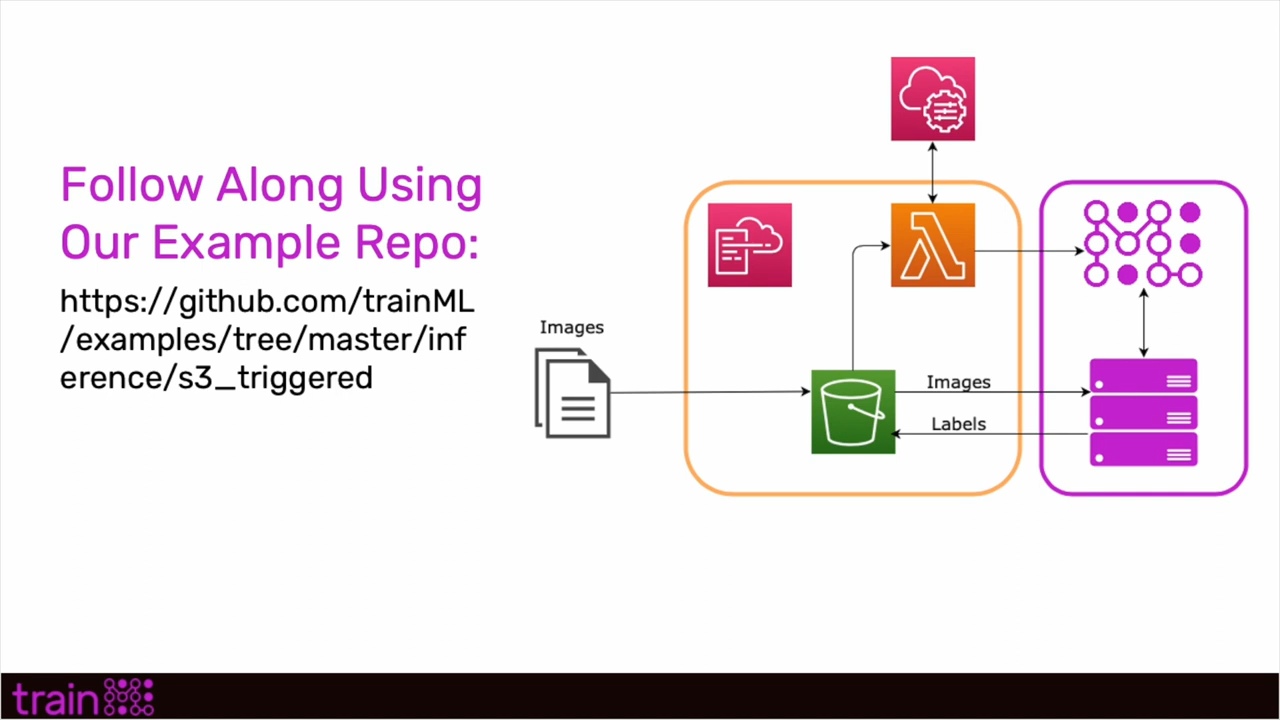 Follow Along Using
Our Example Repo:
https://github.com/trainML
/examples/tree/master/inf
erence/s3_triggered
Images
Images
Labels
train